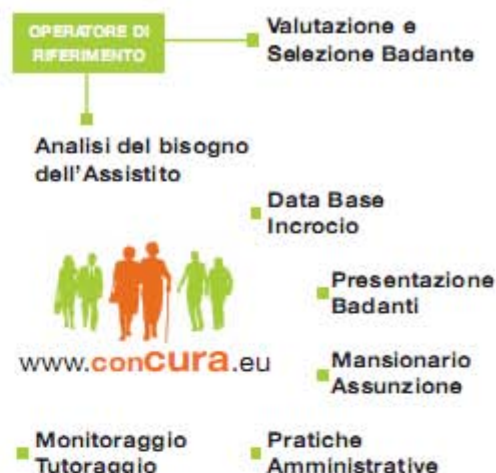 OPERATORE DI
RIFERIMENTO
Valutazione e
Selezione Badante
Analisi del bisogno
dell'Assistito
Data Base
Incrocio
Presentazione
Badanti
www.conCura.eu
Mansionario
Assunzione
Monitoraggio
Tutoraggio
Pratiche
Amministrative